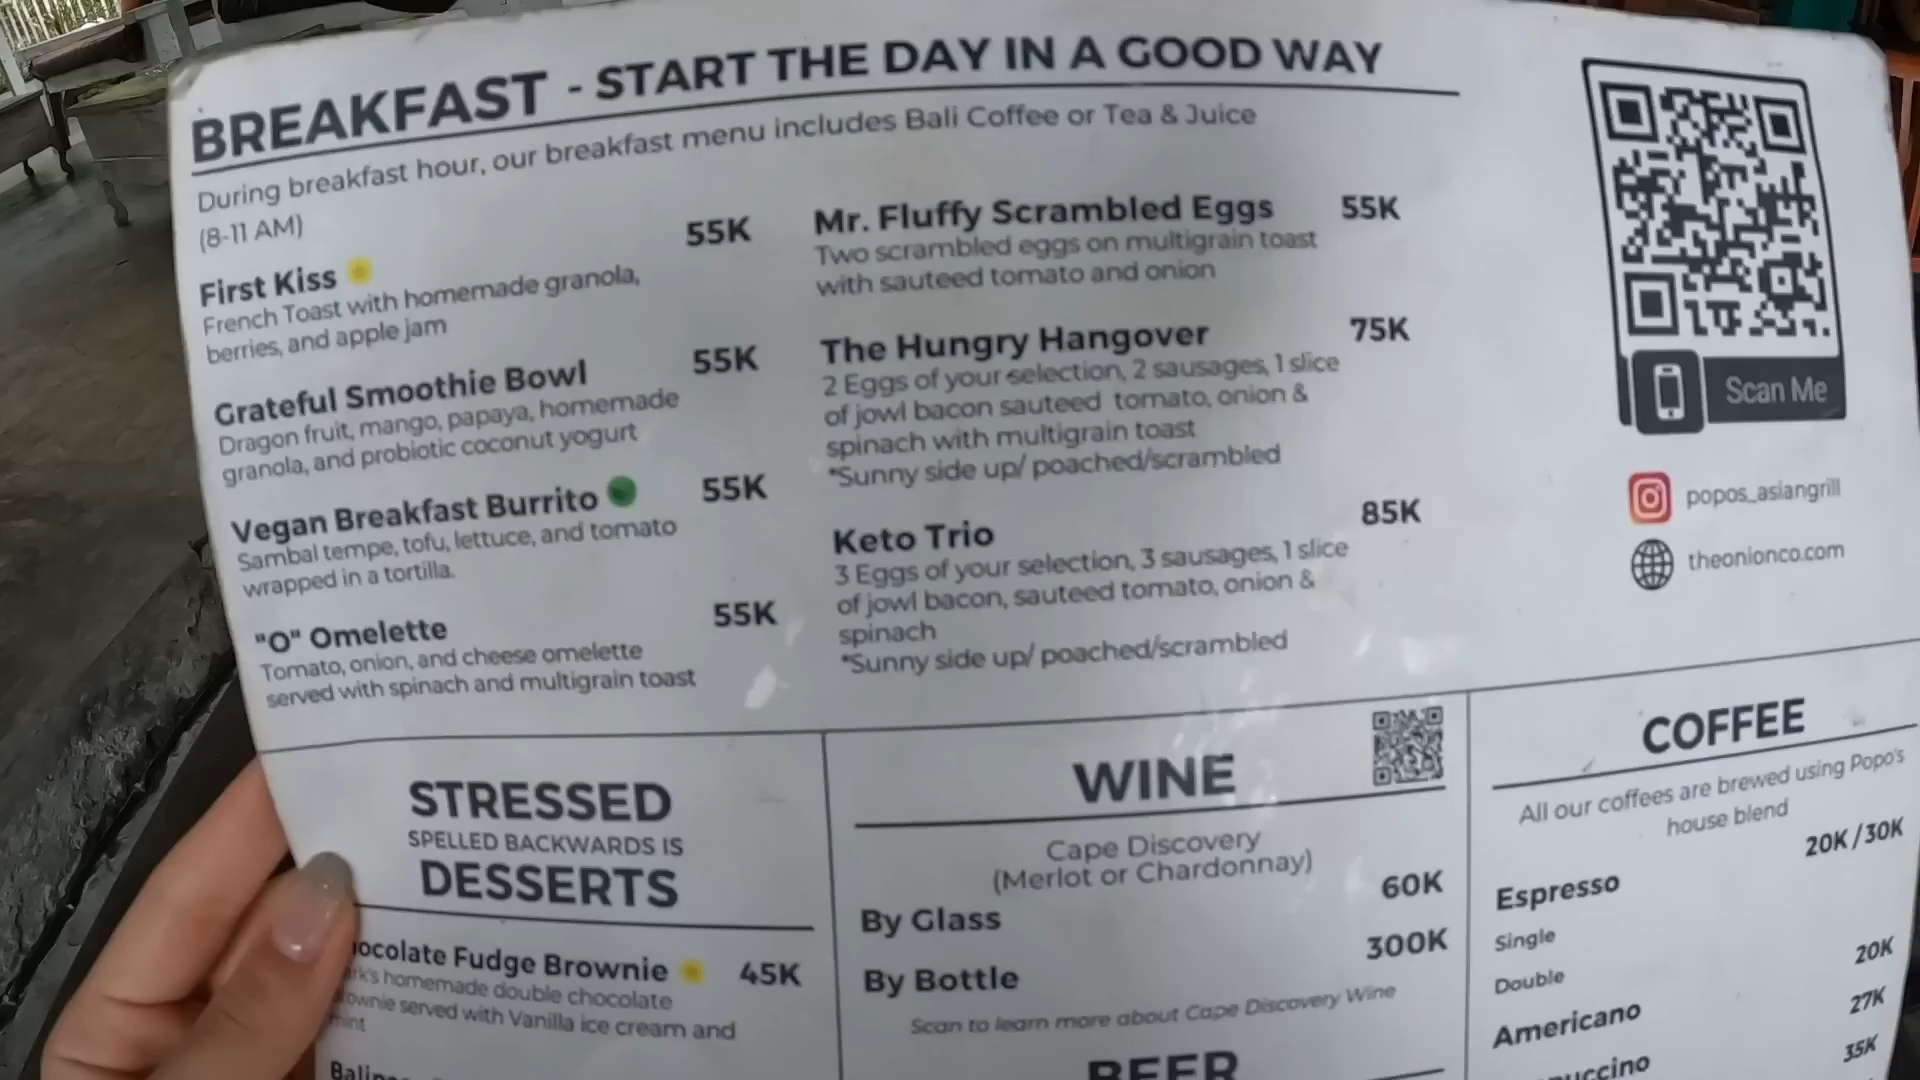 BREAKFAST - START THE DAY IN A GOOD WAY
During breakfast hour, our breakfast menu includes Bali Coffee or Tea & Juice
(8-11 AM)
First Kiss 55K
French Toast with homemade granola,
berries, and apple jam
Grateful Smoothie Bowl 55K
Dragon fruit, mango, papaya, homemade
granola, and probiotic coconut yogurt
Vegan Breakfast Burrito 55K
Sambal tempe, tofu, lettuce, and tomato
wrapped in a tortilla.
"O" Omelette 55K
Tomato, onion, and cheese omelette
served with spinach and multigrain toast
Mr. Fluffy Scrambled Eggs 55K
Two scrambled eggs on multigrain toast
with sauteed tomato and onion
The Hungry Hangover 75K
2 Eggs of your selection, 2 sausages, 1 slice
of jowl bacon sauteed tomato, onion &
spinach with multigrain toast
*Sunny side up/ poached/scrambled
Keto Trio 85K
3 Eggs of your selection, 3 sausages, 1 slice
of jowl bacon, sauteed tomato, onion &
spinach
*Sunny side up/ poached/scrambled
Scan Me
popos_asiangrill
theonionco.com
STRESSED
SPELLED BACKWARDS IS
DESSERTS
ocolate Fudge Brownie 45K
rk's homemade double chocolate
ownie served with Vanilla ice cream and
mint
WINE
Cape Discovery
(Merlot or Chardonnay)
By Glass 60K
By Bottle 300K
Scan to learn more about Cape Discovery Wine
BEER
COFFEE
All our coffees are brewed using Popo's
house blend
20K/30K
Espresso
Single
Double 20K
Americano 27K
uccino 35K